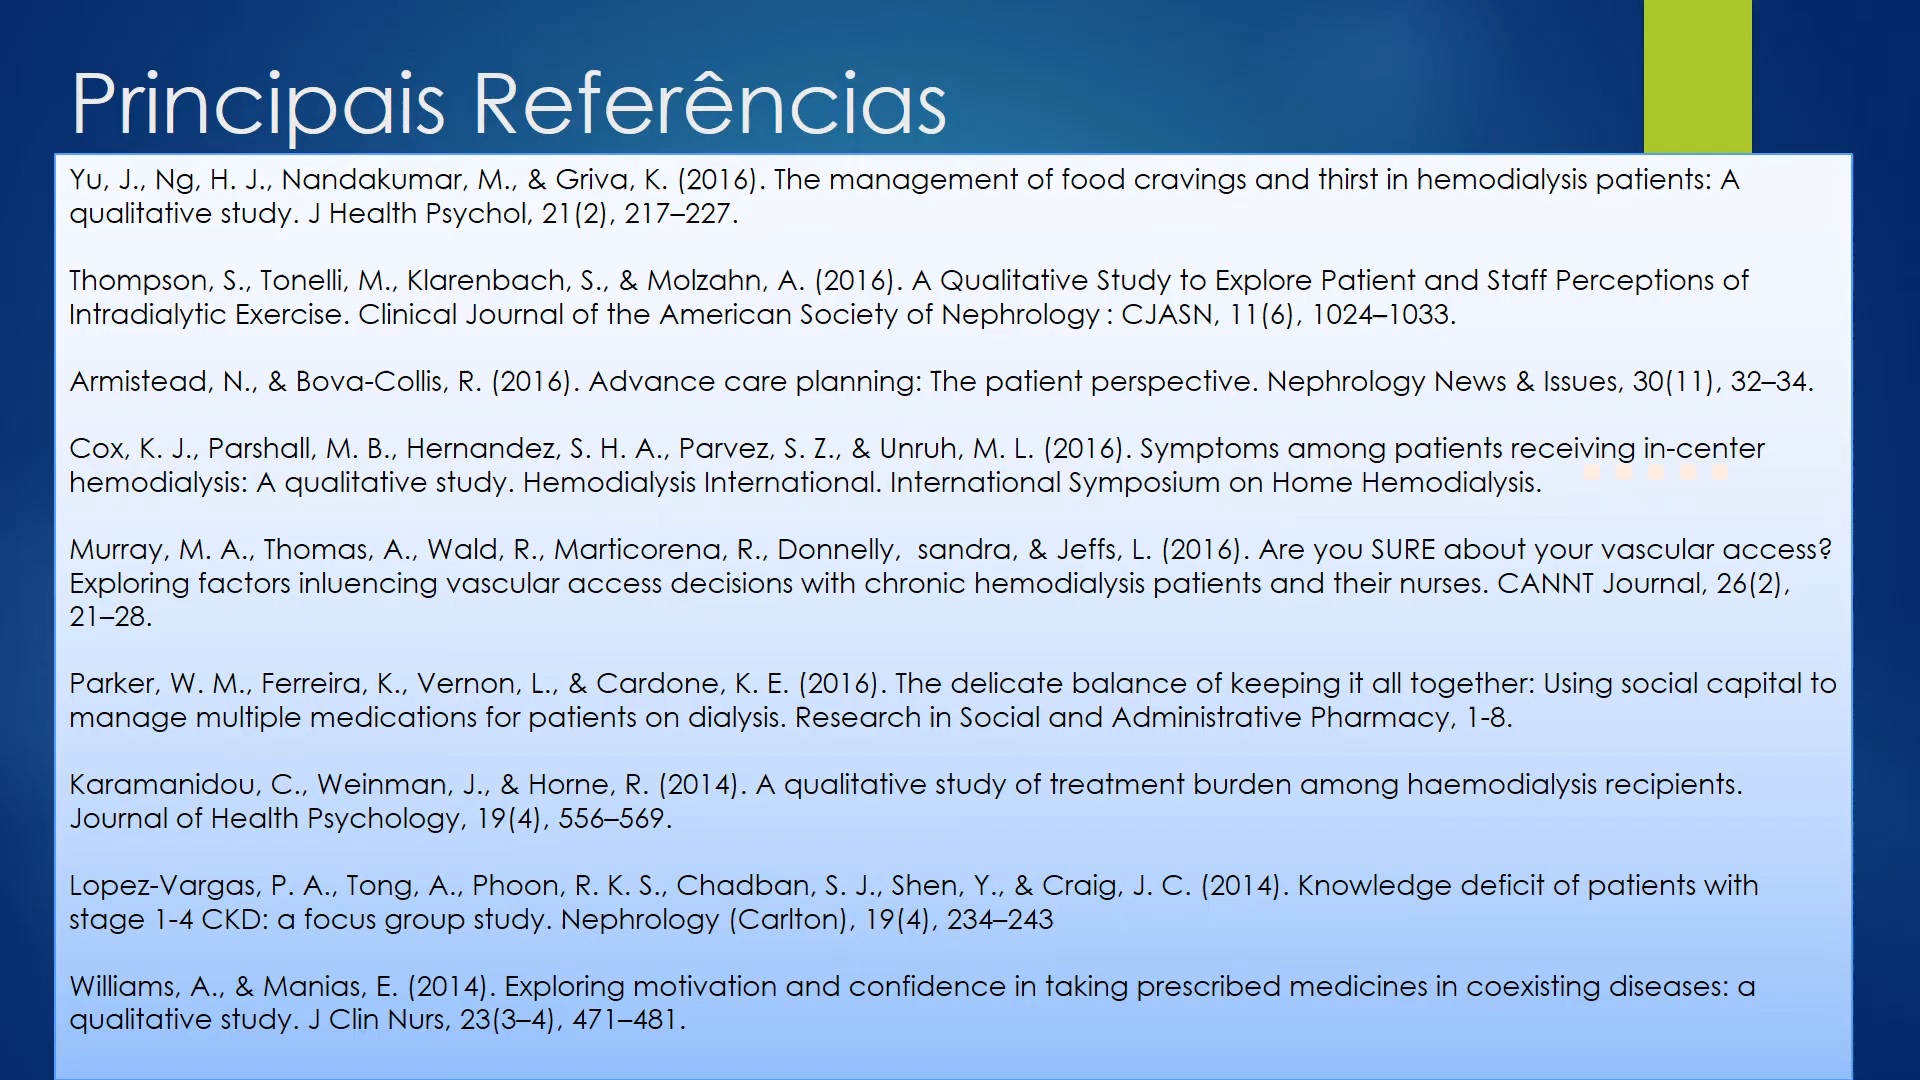 Principais Referências
Yu, J., Ng, H. J., Nandakumar, M., & Griva, K. (2016). The management of food cravings and thirst in hemodialysis patients: A
qualitative study. J Health Psychol, 21(2), 217–227.
Thompson, S., Tonelli, M., Klarenbach, S., & Molzahn, A. (2016). A Qualitative Study to Explore Patient and Staff Perceptions of
Intradialytic Exercise. Clinical Journal of the American Society of Nephrology : CJASN, 11(6), 1024–1033.
Armistead, N., & Bova-Collis, R. (2016). Advance care planning: The patient perspective. Nephrology News & Issues, 30(11), 32–34.
Cox, K. J., Parshall, M. B., Hernandez, S. H. A., Parvez, S. Z., & Unruh, M. L. (2016). Symptoms among patients receiving in-center
hemodialysis: A qualitative study. Hemodialysis International. International Symposium on Home Hemodialysis.
Murray, M. A., Thomas, A., Wald, R., Marticorena, R., Donnelly,  sandra, & Jeffs, L. (2016). Are you SURE about your vascular access?
Exploring factors inluencing vascular access decisions with chronic hemodialysis patients and their nurses. CANNT Journal, 26(2),
21–28.
Parker, W. M., Ferreira, K., Vernon, L., & Cardone, K. E. (2016). The delicate balance of keeping it all together: Using social capital to
manage multiple medications for patients on dialysis. Research in Social and Administrative Pharmacy, 1-8.
Karamanidou, C., Weinman, J., & Horne, R. (2014). A qualitative study of treatment burden among haemodialysis recipients.
Journal of Health Psychology, 19(4), 556–569.
Lopez-Vargas, P. A., Tong, A., Phoon, R. K. S., Chadban, S. J., Shen, Y., & Craig, J. C. (2014). Knowledge deficit of patients with
stage 1-4 CKD: a focus group study. Nephrology (Carlton), 19(4), 234–243
Williams, A., & Manias, E. (2014). Exploring motivation and confidence in taking prescribed medicines in coexisting diseases: a
qualitative study. J Clin Nurs, 23(3–4), 471–481.